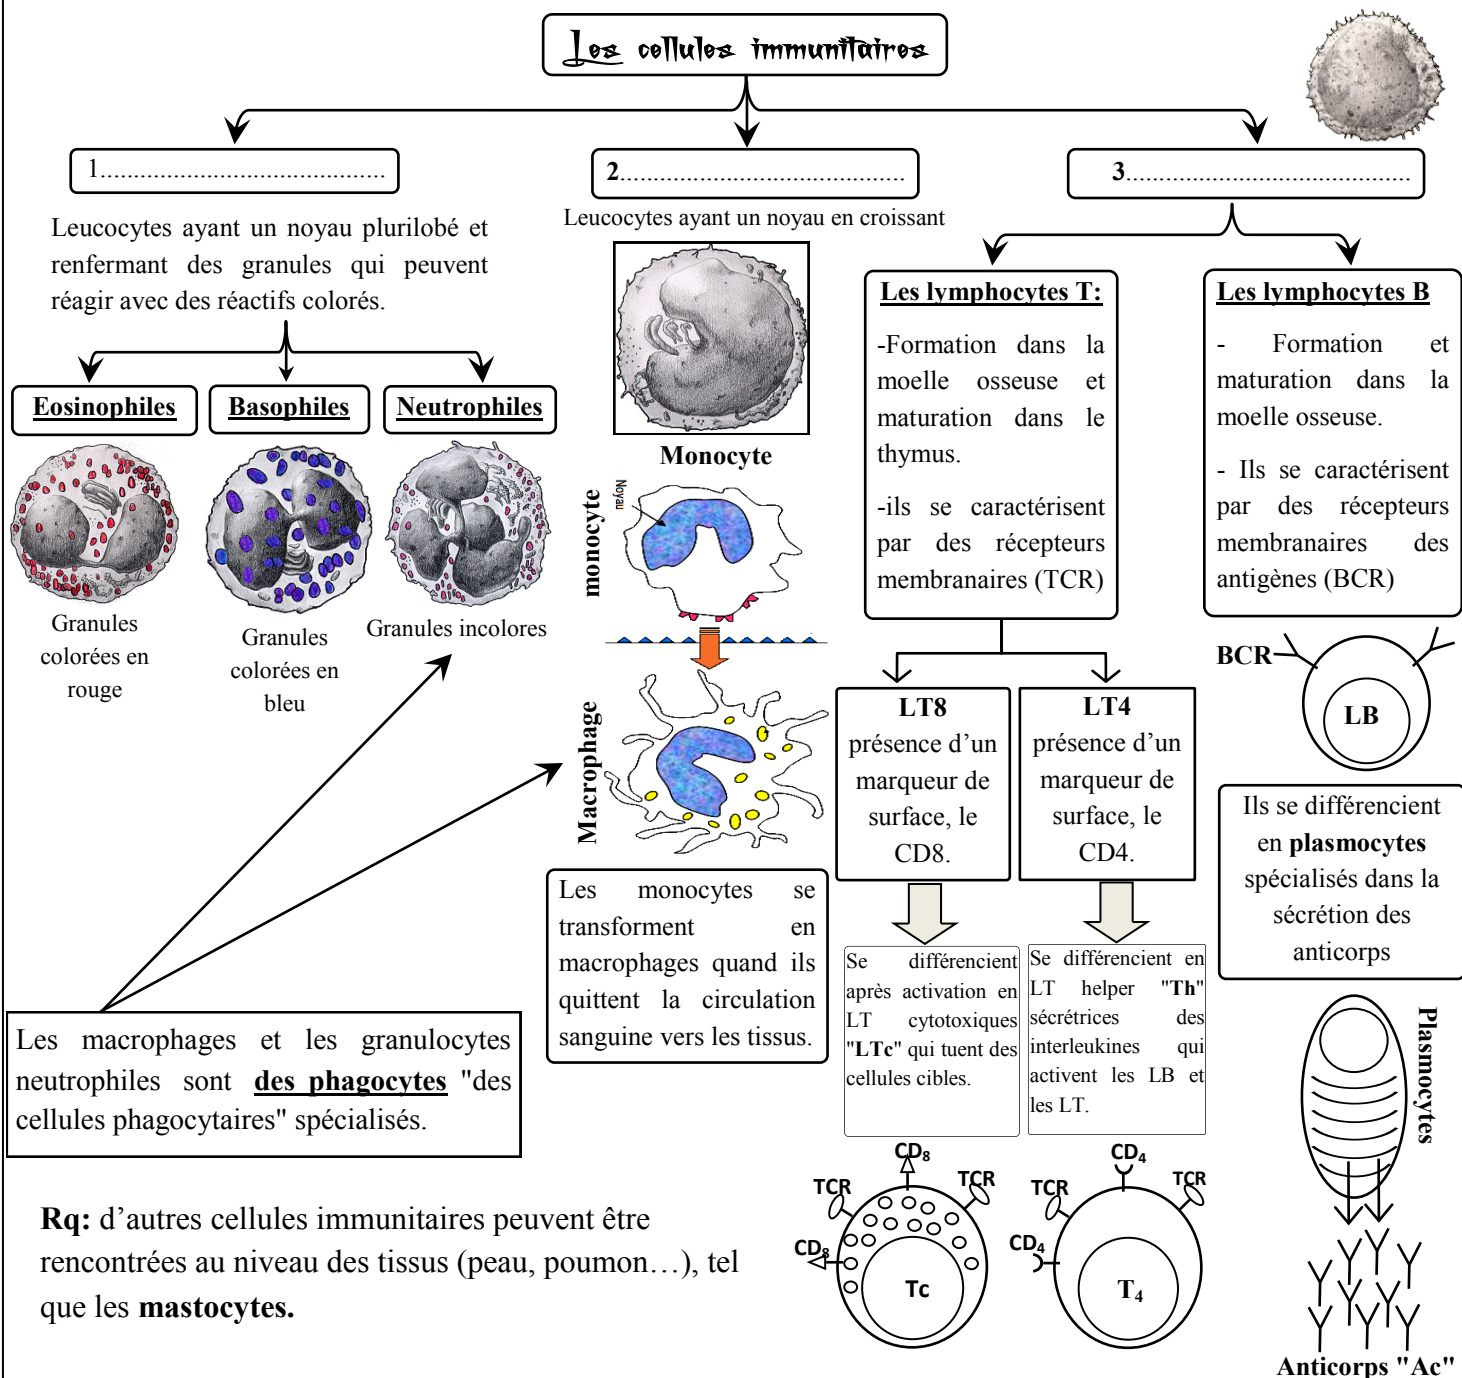 Les cellules immunitaires
1..........................................
2..........................................
3..........................................
Leucocytes ayant un noyau plurilobé et
renfermant des granules qui peuvent
réagir avec des réactifs colorés.
Eosinophiles
Basophiles
Neutrophiles
Granules
colorées en
rouge
Granules
colorées en
bleu
Granules incolores
Leucocytes ayant un noyau en croissant
Monocyte
Noyau
monocyte
Macrophage
Les monocytes se
transforment en
macrophages quand ils
quittent la circulation
sanguine vers les tissus.
Les lymphocytes T:
-Formation dans la
moelle osseuse et
maturation dans le
thymus.
-ils se caractérisent
par des récepteurs
membranaires (TCR)
Les lymphocytes B
- Formation et
maturation dans la
moelle osseuse.
- Ils se caractérisent
par des récepteurs
membranaires des
antigènes (BCR)
LT8
présence d’un
marqueur de
surface, le
CD8.
LT4
présence d’un
marqueur de
surface, le
CD4.
BCR
LB
Se différencient
après activation en
LT cytotoxiques
"LTc" qui tuent des
cellules cibles.
Se différencient en
LT helper "Th"
sécrétrices des
interleukines qui
activent les LB et
les LT.
Ils se différencient
en plasmocytes
spécialisés dans la
sécrétion des
anticorps
Plasmocytes
Anticorps "Ac"
CD8
TCR
TCR
CD8
Tc
CD4
TCR
TCR
CD4
T4
Les macrophages et les granulocytes
neutrophiles sont des phagocytes "des
cellules phagocytaires" spécialisés.
Rq: d’autres cellules immunitaires peuvent être
rencontrées au niveau des tissus (peau, poumon…), tel
que les mastocytes.